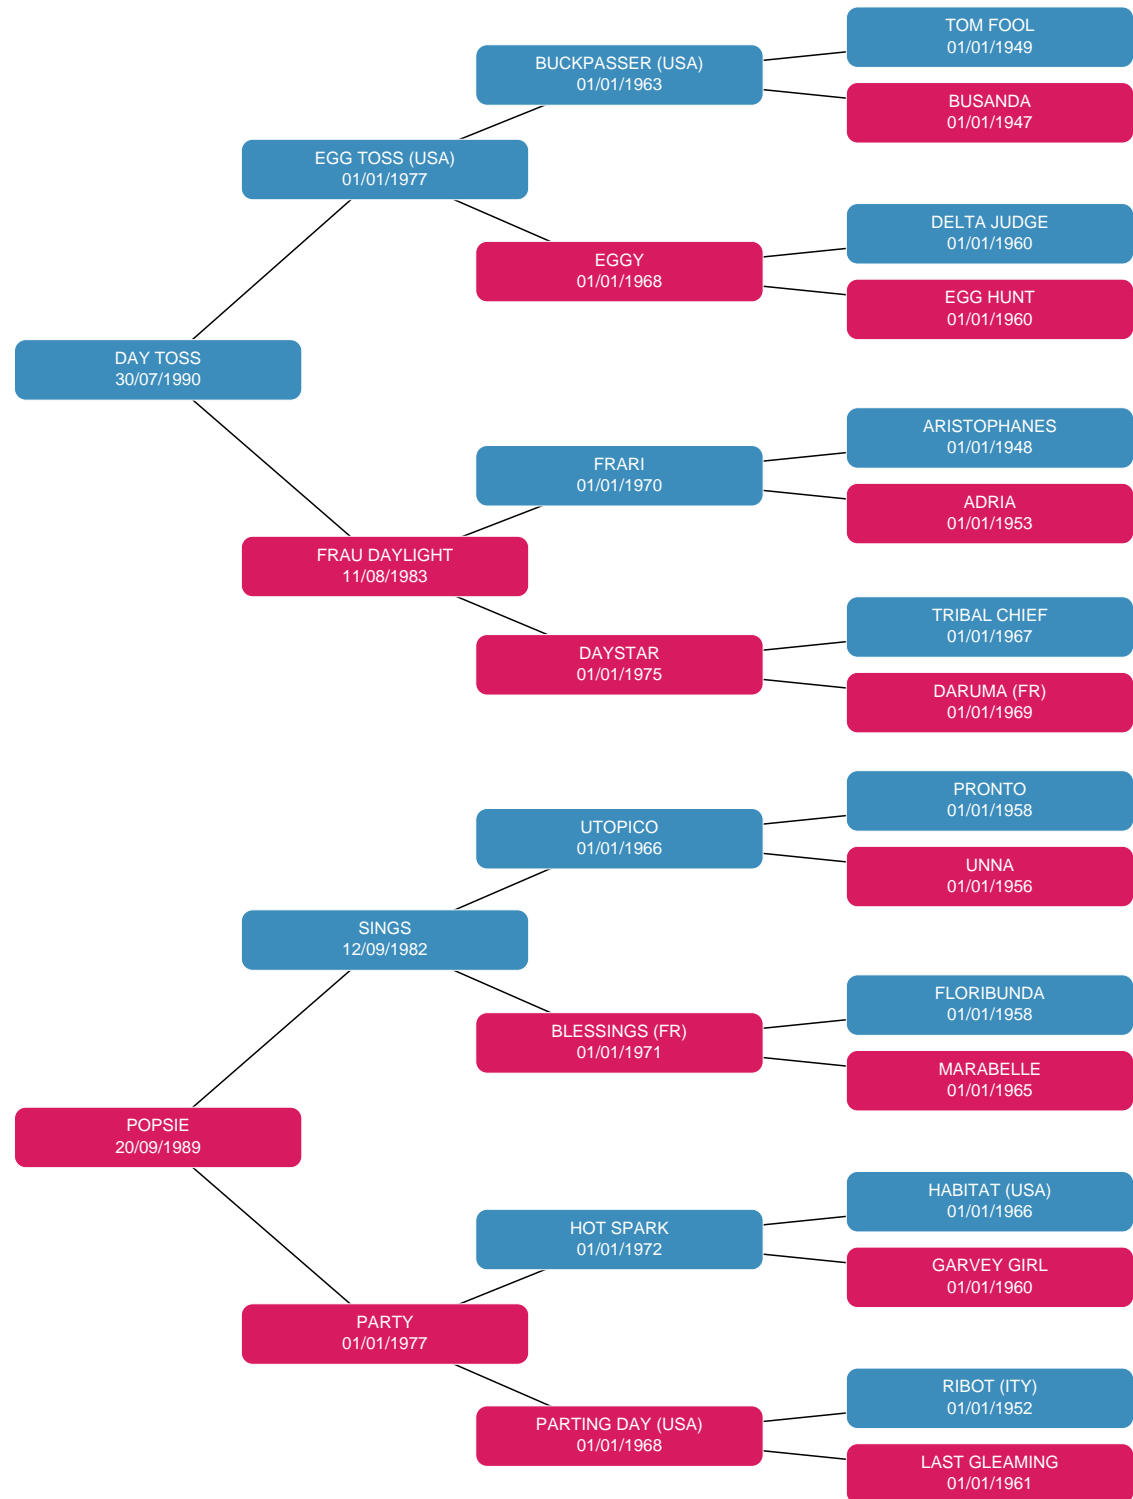 TOM FOOL
01/01/1949
BUCKPASSER (USA)
01/01/1963
BUSANDA
01/01/1947
EGG TOSS (USA)
01/01/1977
DELTA JUDGE
01/01/1960
EGGY
01/01/1968
EGG HUNT
01/01/1960
DAY TOSS
30/07/1990
ARISTOPHANES
01/01/1948
FRARI
01/01/1970
ADRIA
01/01/1953
FRAU DAYLIGHT
11/08/1983
TRIBAL CHIEF
01/01/1967
DAYSTAR
01/01/1975
DARUMA (FR)
01/01/1969
PRONTO
01/01/1958
UTOPICO
01/01/1966
UNNA
01/01/1956
SINGS
12/09/1982
FLORIBUNDA
01/01/1958
BLESSINGS (FR)
01/01/1971
MARABELLE
01/01/1965
POPSIE
20/09/1989
HABITAT (USA)
01/01/1966
HOT SPARK
01/01/1972
GARVEY GIRL
01/01/1960
PARTY
01/01/1977
RIBOT (ITY)
01/01/1952
PARTING DAY (USA)
01/01/1968
LAST GLEAMING
01/01/1961